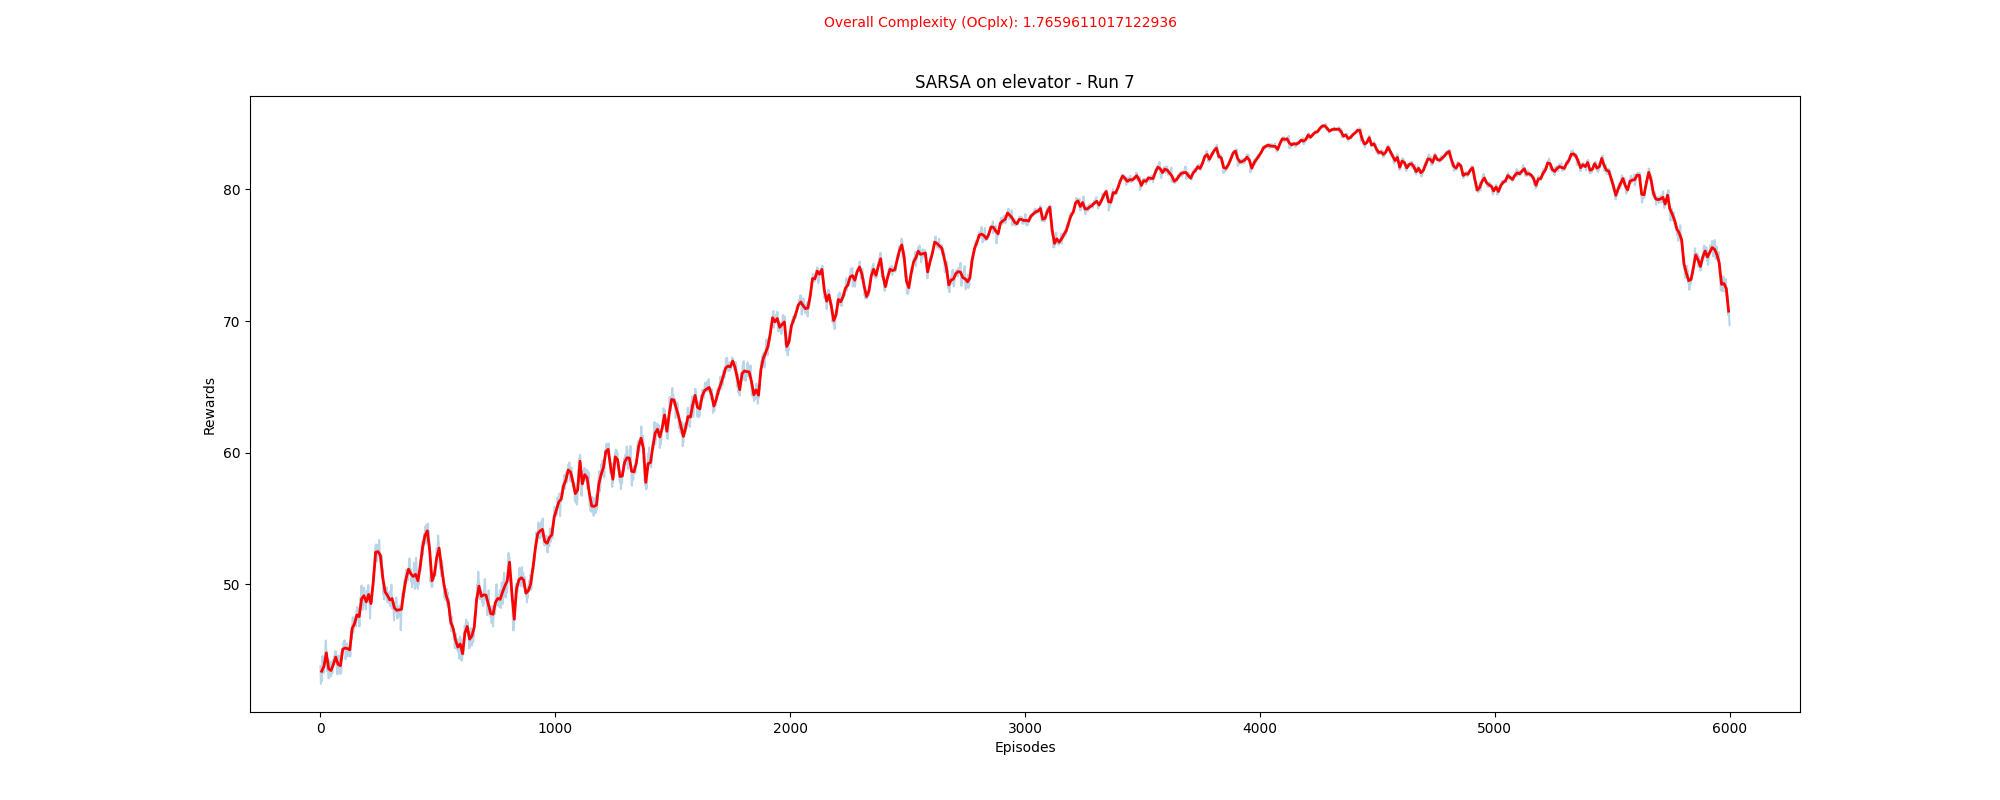 Overall Complexity (OCplx): 1.7659611017122936
SARSA on elevator - Run 7
Rewards
80
70
60
50
0 1000 2000 3000 4000 5000 6000
Episodes